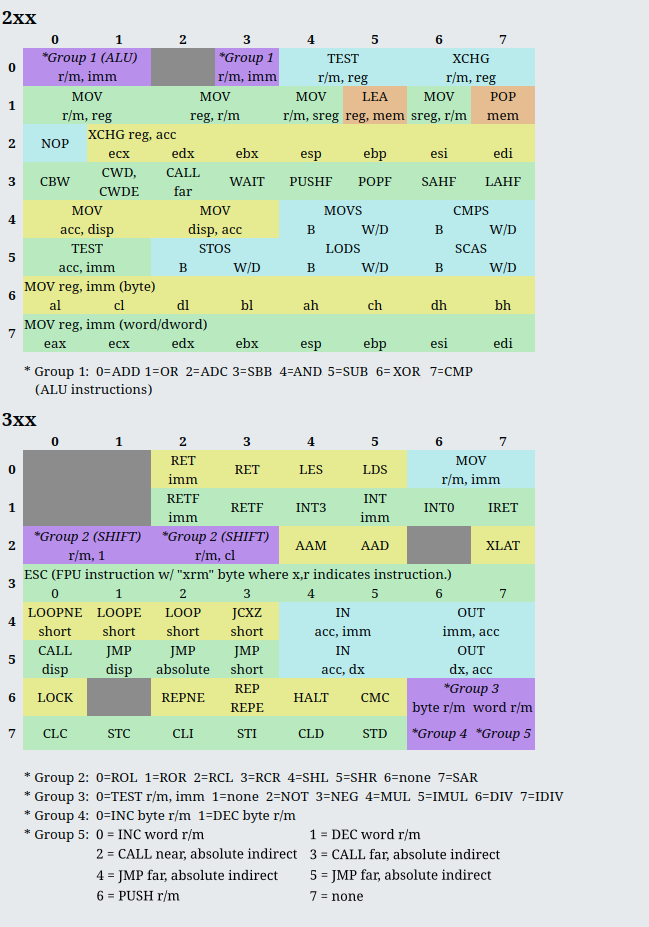 2xx
0 1 2 3 4 5 6 7
0 *Group 1 (ALU) *Group 1 TEST XCHG
r/m, imm r/m, imm r/m, reg r/m, reg
1 MOV MOV MOV LEA MOV POP
r/m, reg reg, r/m r/m, sreg reg, mem sreg, r/m mem
2 NOP XCHG reg, acc
ecx edx ebx esp ebp esi edi
3 CBW CWD, CALL WAIT PUSHF POPF SAHF LAHF
CWDE far
4 MOV MOV MOVS CMPS
acc, disp disp, acc B W/D B W/D
5 TEST STOS LODS SCAS
acc, imm B W/D B W/D B W/D
6 MOV reg, imm (byte)
al cl dl bl ah ch dh bh
7 MOV reg, imm (word/dword)
eax ecx edx ebx esp ebp esi edi
* Group 1: 0=ADD 1=OR 2=ADC 3=SBB 4=AND 5=SUB 6=XOR 7=CMP
(ALU instructions)
3xx
0 1 2 3 4 5 6 7
0 RET RET LES LDS MOV
imm r/m, imm
1 RETF RETF INT3 INT INT0 IRET
imm imm
2 *Group 2 (SHIFT) *Group 2 (SHIFT) AAM AAD XLAT
r/m, 1 r/m, cl
3 ESC (FPU instruction w/ "xrm" byte where x,r indicates instruction.)
0 1 2 3 4 5 6 7
4 LOOPNE LOOPE LOOP JCXZ IN OUT
short short short short acc, imm imm, acc
5 CALL JMP JMP JMP IN OUT
disp disp absolute short acc, dx dx, acc
6 LOCK REPNE REP HALT CMC *Group 3
REPE byte r/m word r/m
7 CLC STC CLI STI CLD STD *Group 4 *Group 5
* Group 2: 0=ROL 1=ROR 2=RCL 3=RCR 4=SHL 5=SHR 6=none 7=SAR
* Group 3: 0=TEST r/m, imm 1=none 2=NOT 3=NEG 4=MUL 5=IMUL 6=DIV 7=IDIV
* Group 4: 0=INC byte r/m 1=DEC byte r/m
* Group 5: 0 = INC word r/m 1 = DEC word r/m
2 = CALL near, absolute indirect 3 = CALL far, absolute indirect
4 = JMP far, absolute indirect 5 = JMP far, absolute indirect
6 = PUSH r/m 7 = none